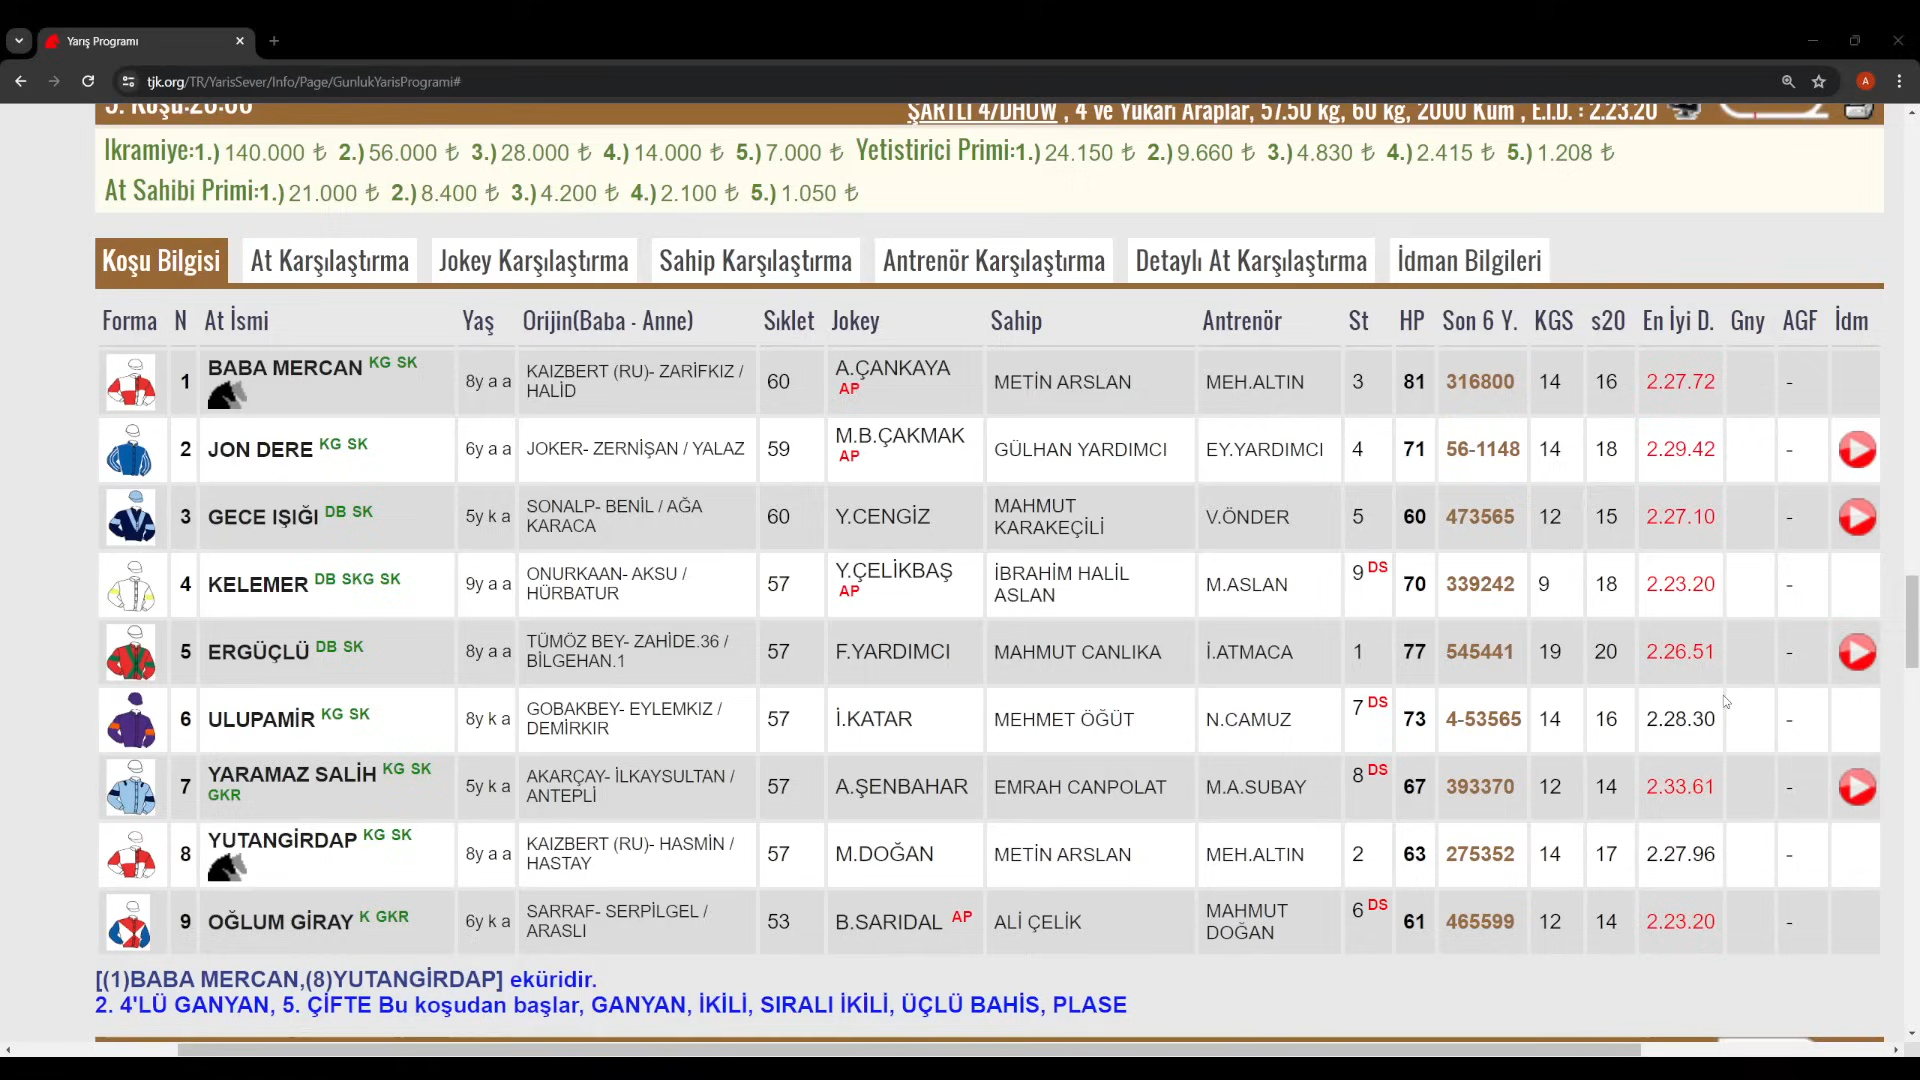 Yarış Programı
tjk.org/TR/YarisSever/Info/Page/GunlukYarisProgrami#
A
5. Koşu:20:00
ŞARTLI 4/DHÖW , 4 ve Yukarı Araplar, 57.50 kg, 60 kg, 2000 Kum , E.İ.D. : 2.23.20
Ikramiye:1.) 140.000 ₺ 2.) 56.000 ₺ 3.) 28.000 ₺ 4.) 14.000 ₺ 5.) 7.000 ₺ Yetistirici Primi:1.) 24.150 ₺ 2.) 9.660 ₺ 3.) 4.830 ₺ 4.) 2.415 ₺ 5.) 1.208 ₺
At Sahibi Primi:1.) 21.000 ₺ 2.) 8.400 ₺ 3.) 4.200 ₺ 4.) 2.100 ₺ 5.) 1.050 ₺
Koşu Bilgisi At Karşılaştırma Jokey Karşılaştırma Sahip Karşılaştırma Antrenör Karşılaştırma Detaylı At Karşılaştırma İdman Bilgileri
Forma N At İsmi Yaş Orijin(Baba - Anne) Sıklet Jokey Sahip Antrenör St HP Son 6 Y. KGS s20 En İyi D. Gny AGF İdm
1 BABA MERCAN KG SK 8y a a KAIZBERT (RU)- ZARİFKIZ / HALİD 60 A.ÇANKAYA AP METİN ARSLAN MEH.ALTIN 3 81 316800 14 16 2.27.72 -
2 JON DERE KG SK 6y a a JOKER- ZERNİŞAN / YALAZ 59 M.B.ÇAKMAK AP GÜLHAN YARDIMCI EY.YARDIMCI 4 71 56-1148 14 18 2.29.42 -
3 GECE IŞIĞI DB SK 5y k a SONALP- BENİL / AĞA KARACA 60 Y.CENGİZ MAHMUT KARAKEÇİLİ V.ÖNDER 5 60 473565 12 15 2.27.10 -
4 KELEMER DB SKG SK 9y a a ONURKAAN- AKSU / HÜRBATUR 57 Y.ÇELİKBAŞ AP İBRAHİM HALİL ASLAN M.ASLAN 9 DS 70 339242 9 18 2.23.20 -
5 ERGÜÇLÜ DB SK 8y a a TÜMÖZ BEY- ZAHİDE.36 / BİLGEHAN.1 57 F.YARDIMCI MAHMUT CANLIKA İ.ATMACA 1 77 545441 19 20 2.26.51 -
6 ULUPAMİR KG SK 8y k a GOBAKBEY- EYLEMKIZ / DEMİRKIR 57 İ.KATAR MEHMET ÖĞÜT N.CAMUZ 7 DS 73 4-53565 14 16 2.28.30 -
7 YARAMAZ SALİH KG SK GKR 5y k a AKARÇAY- İLKAYSULTAN / ANTEPLİ 57 A.ŞENBAHAR EMRAH CANPOLAT M.A.SUBAY 8 DS 67 393370 12 14 2.33.61 -
8 YUTANGİRDAP KG SK 8y a a KAIZBERT (RU)- HASMİN / HASTAY 57 M.DOĞAN METİN ARSLAN MEH.ALTIN 2 63 275352 14 17 2.27.96 -
9 OĞLUM GİRAY K GKR 6y k a SARRAF- SERPİLGEL / ARASLI 53 B.SARIDAL AP ALİ ÇELİK MAHMUT DOĞAN 6 DS 61 465599 12 14 2.23.20 -
[(1)BABA MERCAN,(8)YUTANGİRDAP] eküridir.
2. 4'LÜ GANYAN, 5. ÇİFTE Bu koşudan başlar, GANYAN, İKİLİ, SIRALI İKİLİ, ÜÇLÜ BAHİS, PLASE